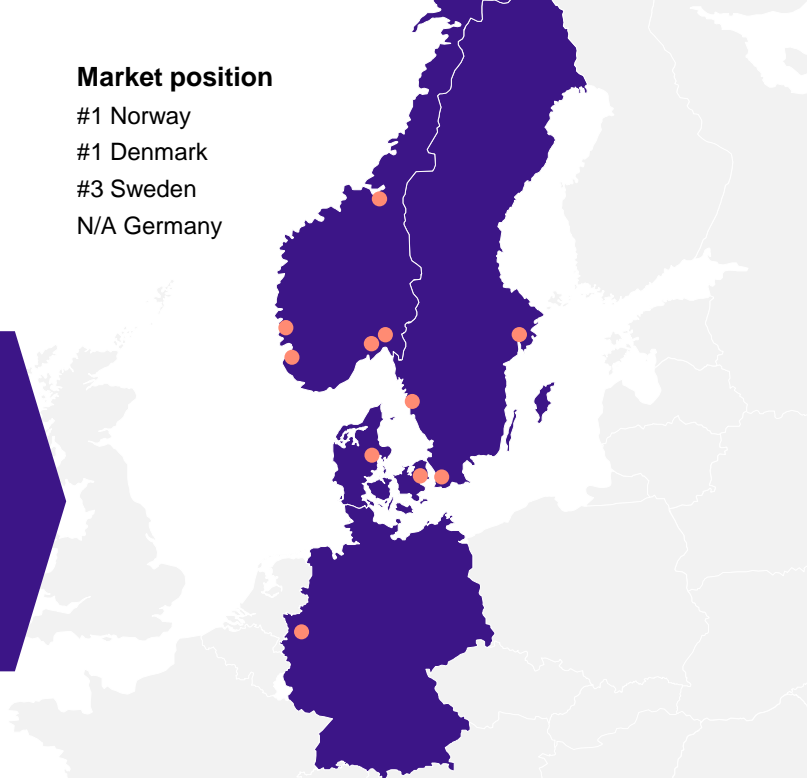 Market position
#1 Norway
#1 Denmark
#3 Sweden
N/A Germany